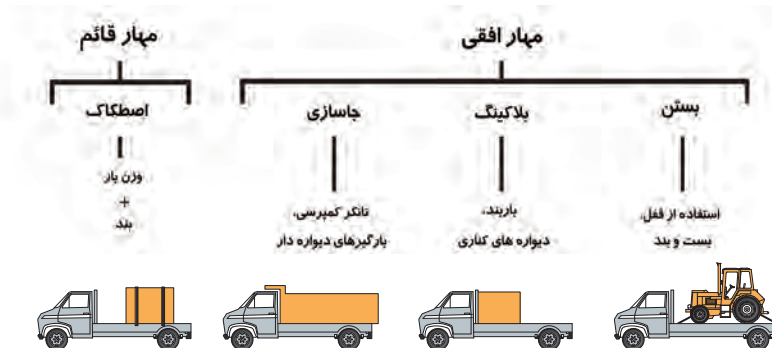 مهار افقی
مهار قائم
بستن
بلاکینگ
جاسازی
اصطکاک
استفاده از قفل،
بست و بند
باربند،
دیواره های کناری
تانکر کمپرسی،
بارگیرهای دیواره دار
وزن بار
+
بند